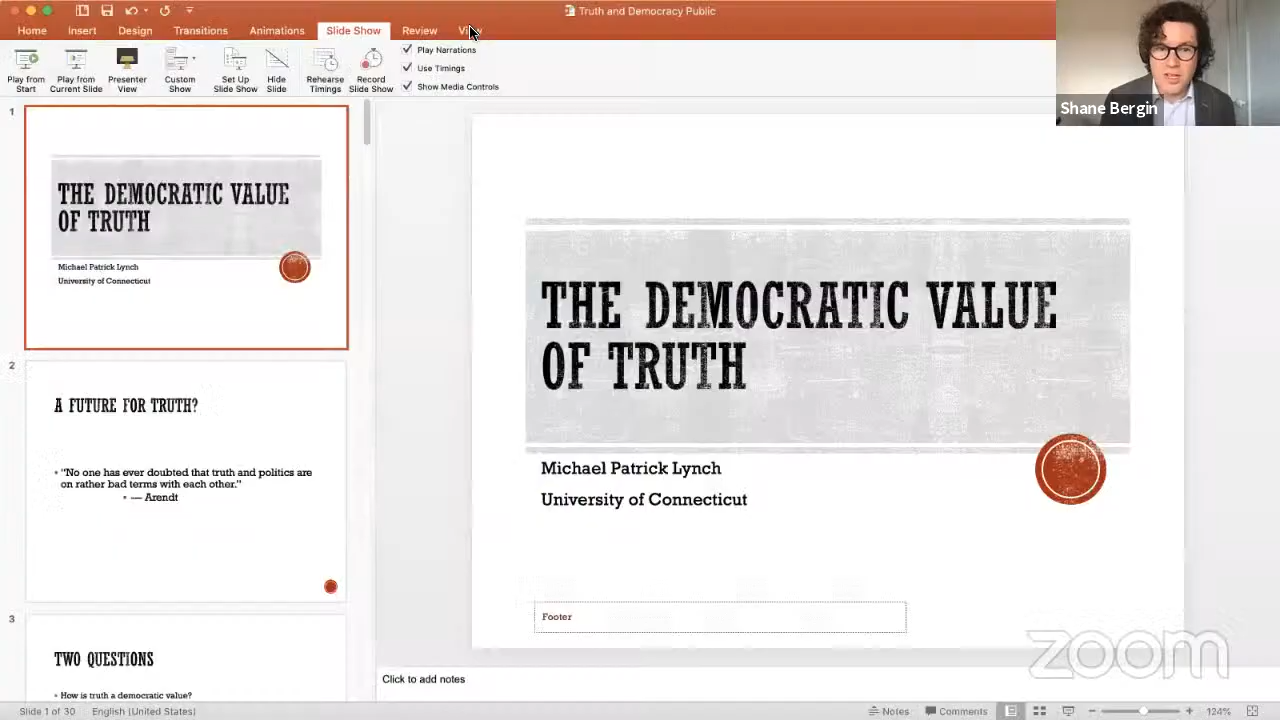 Truth and Democracy Public
Home Insert Design Transitions Animations Slide Show Review
Play from Start
Play from Current Slide
Presenter View
Custom Show
Set Up Slide Show
Hide Slide
Rehearse Timings
Record Slide Show
Play Narrations
Use Timings
Show Media Controls
Shane Bergin
1
THE DEMOCRATIC VALUE
OF TRUTH
Michael Patrick Lynch
University of Connecticut
2
A FUTURE FOR TRUTH?
• "No one has ever doubted that truth and politics are
on rather bad terms with each other."
• — Arendt
3
TWO QUESTIONS
• How is truth a democratic value?
THE DEMOCRATIC VALUE
OF TRUTH
Michael Patrick Lynch
University of Connecticut
Footer
zoom
Click to add notes
Slide 1 of 30 English (United States) Notes Comments 124%